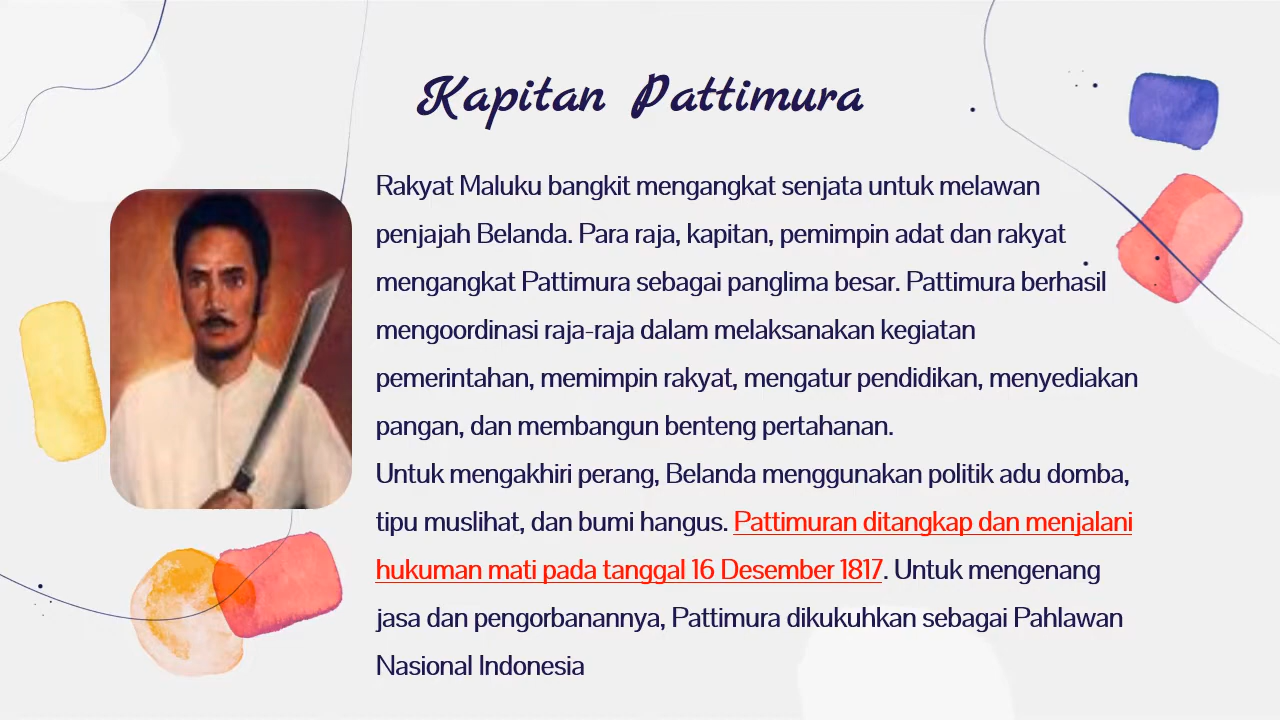 Kapitan Pattimura
Rakyat Maluku bangkit mengangkat senjata untuk melawan
penjajah Belanda. Para raja, kapitan, pemimpin adat dan rakyat
mengangkat Pattimura sebagai panglima besar. Pattimura berhasil
mengoordinasi raja-raja dalam melaksanakan kegiatan
pemerintahan, memimpin rakyat, mengatur pendidikan, menyediakan
pangan, dan membangun benteng pertahanan.
Untuk mengakhiri perang, Belanda menggunakan politik adu domba,
tipu muslihat, dan bumi hangus. Pattimuran ditangkap dan menjalani
hukuman mati pada tanggal 16 Desember 1817. Untuk mengenang
jasa dan pengorbanannya, Pattimura dikukuhkan sebagai Pahlawan
Nasional Indonesia